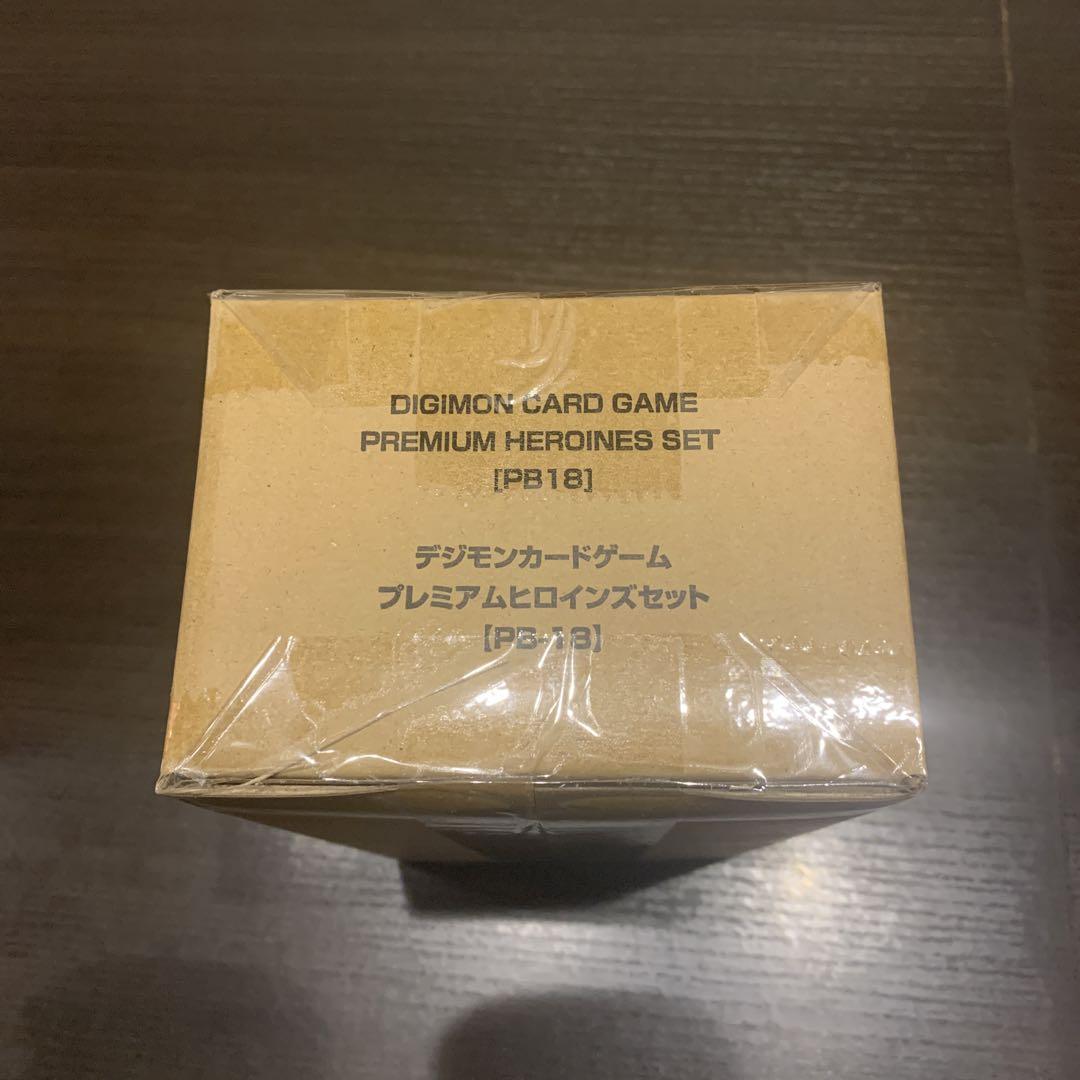 DIGIMON CARD GAME
PREMIUM HEROINES SET
[PB18]
デジモンカードゲーム
プレミアムヒロインズセット
【PB-18】